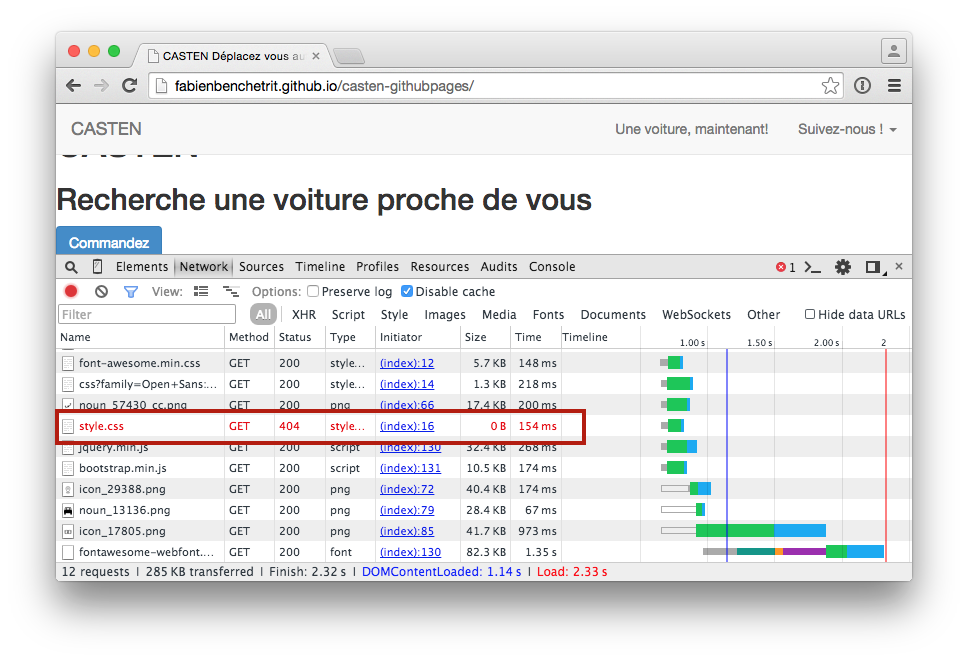 CASTEN Déplacez vous au
fabienbenchetrit.github.io/casten-githubpages/
CASTEN Une voiture, maintenant! Suivez-nous !
CASTEN
Recherche une voiture proche de vous
Commandez
Elements Network Sources Timeline Profiles Resources Audits Console 1
View: Options: Preserve log Disable cache
Filter All XHR Script Style Images Media Fonts Documents WebSockets Other Hide data URLs
Name Method Status Type Initiator Size Time Timeline 1.00 s 1.50 s 2.00 s 2
font-awesome.min.css GET 200 style... (index):12 5.7 KB 148 ms
css?family=Open+Sans:... GET 200 style... (index):14 1.3 KB 218 ms
noun_57430_cc.png GET 200 png (index):66 17.4 KB 200 ms
style.css GET 404 style... (index):16 0 B 154 ms
jquery.min.js GET 200 script (index):130 32.4 KB 268 ms
bootstrap.min.js GET 200 script (index):131 10.5 KB 174 ms
icon_29388.png GET 200 png (index):72 40.4 KB 174 ms
noun_13136.png GET 200 png (index):79 28.4 KB 67 ms
icon_17805.png GET 200 png (index):85 41.7 KB 973 ms
fontawesome-webfont.... GET 200 font (index):130 82.3 KB 1.35 s
12 requests | 285 KB transferred | Finish: 2.32 s | DOMContentLoaded: 1.14 s | Load: 2.33 s